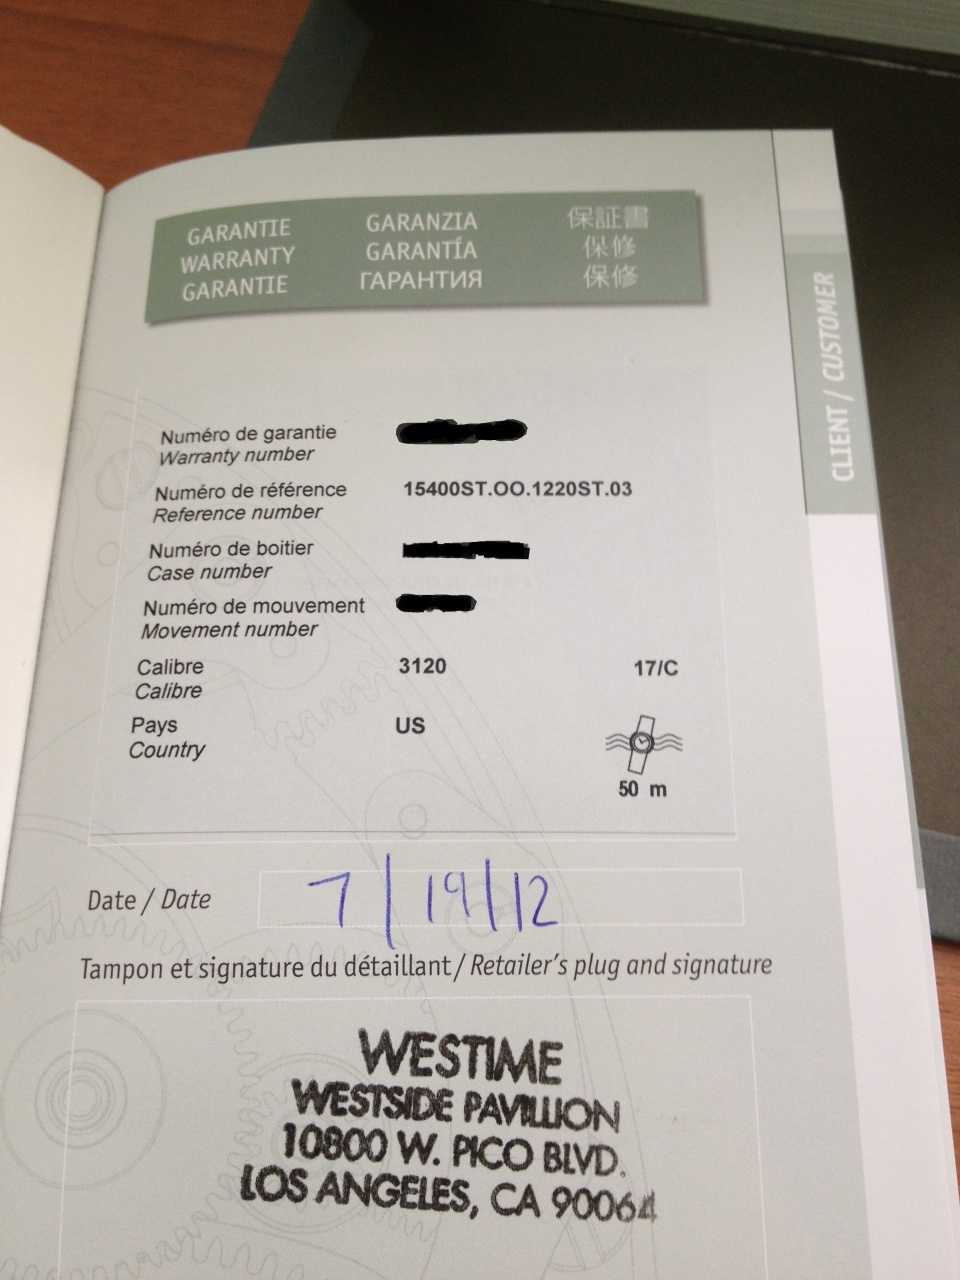 GARANTIE GARANZIA 保証書
WARRANTY GARANTÍA 保修
GARANTIE ГАРАНТИЯ 保修
CLIENT / CUSTOMER
Numéro de garantie
Warranty number
Numéro de référence 15400ST.OO.1220ST.03
Reference number
Numéro de boitier
Case number
Numéro de mouvement
Movement number
Calibre 3120 17/C
Calibre
Pays US
Country
50 m
Date / Date 7/19/12
Tampon et signature du détaillant / Retailer's plug and signature
WESTIME
WESTSIDE PAVILLION
10800 W. PICO BLVD.
LOS ANGELES, CA 90064